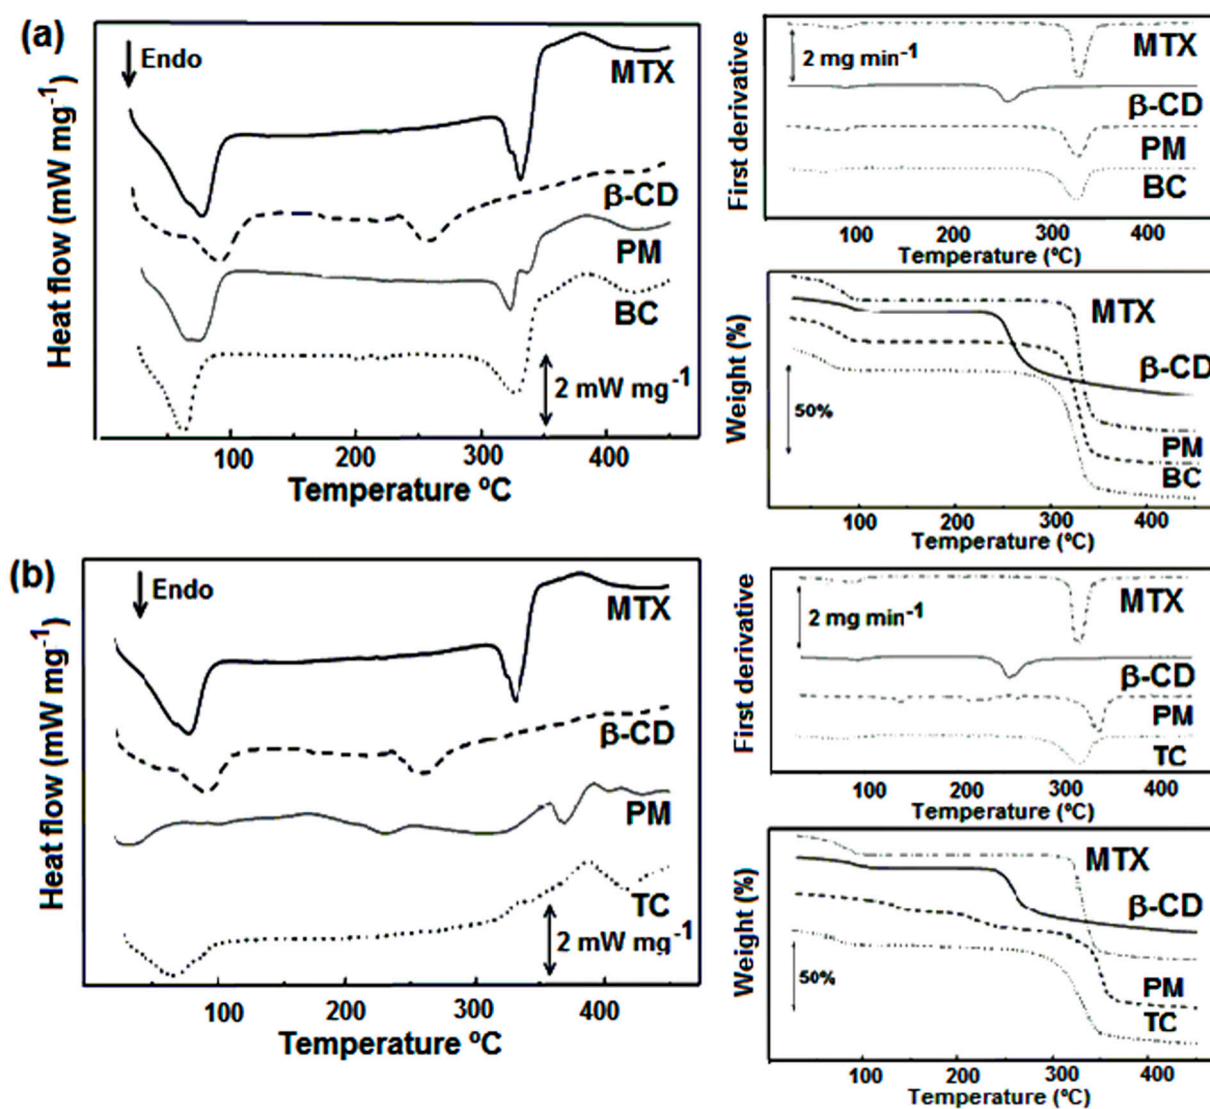 (a)
Endo
Heat flow (mW mg-1)
MTX
β-CD
PM
BC
2 mW mg-1
100 200 300 400
Temperature ºC
First derivative
2 mg min-1
MTX
β-CD
PM
BC
0 100 200 300 400
Temperature (ºC)
Weight (%)
50%
MTX
β-CD
PM
BC
100 200 300 400
Temperature (ºC)
(b)
Endo
Heat flow (mW mg-1)
MTX
β-CD
PM
TC
2 mW mg-1
100 200 300 400
Temperature ºC
First derivative
2 mg min-1
MTX
β-CD
PM
TC
0 100 200 300 400
Temperature (ºC)
Weight (%)
50%
MTX
β-CD
PM
TC
100 200 300 400
Temperature (ºC)